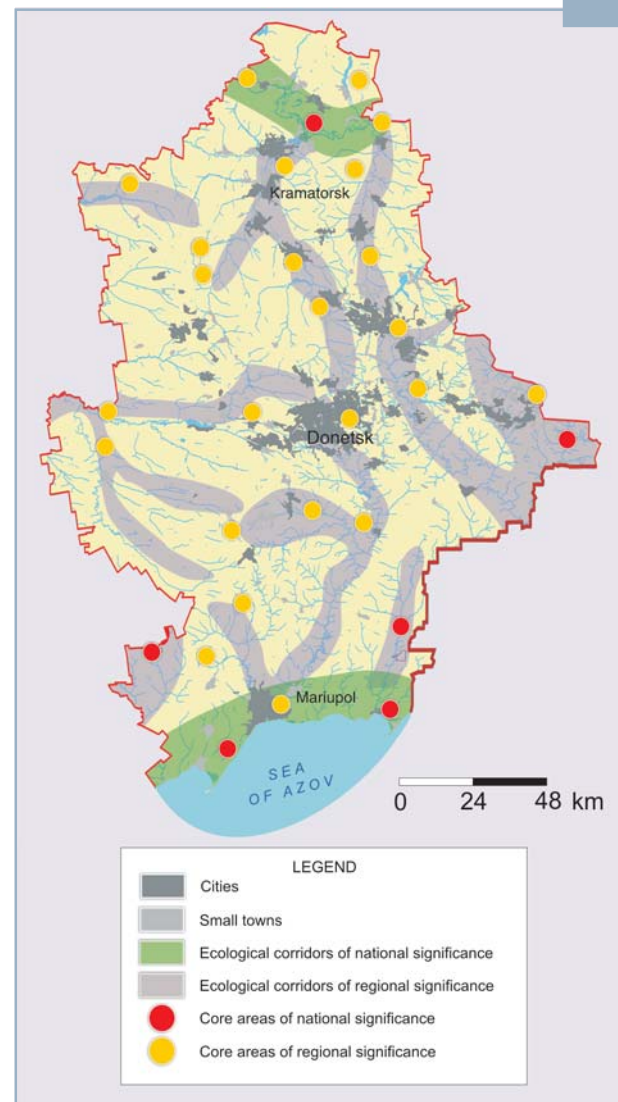 Kramatorsk
Donetsk
Mariupol
SEA
OF AZOV
0 24 48 km
LEGEND
Cities
Small towns
Ecological corridors of national significance
Ecological corridors of regional significance
Core areas of national significance
Core areas of regional significance